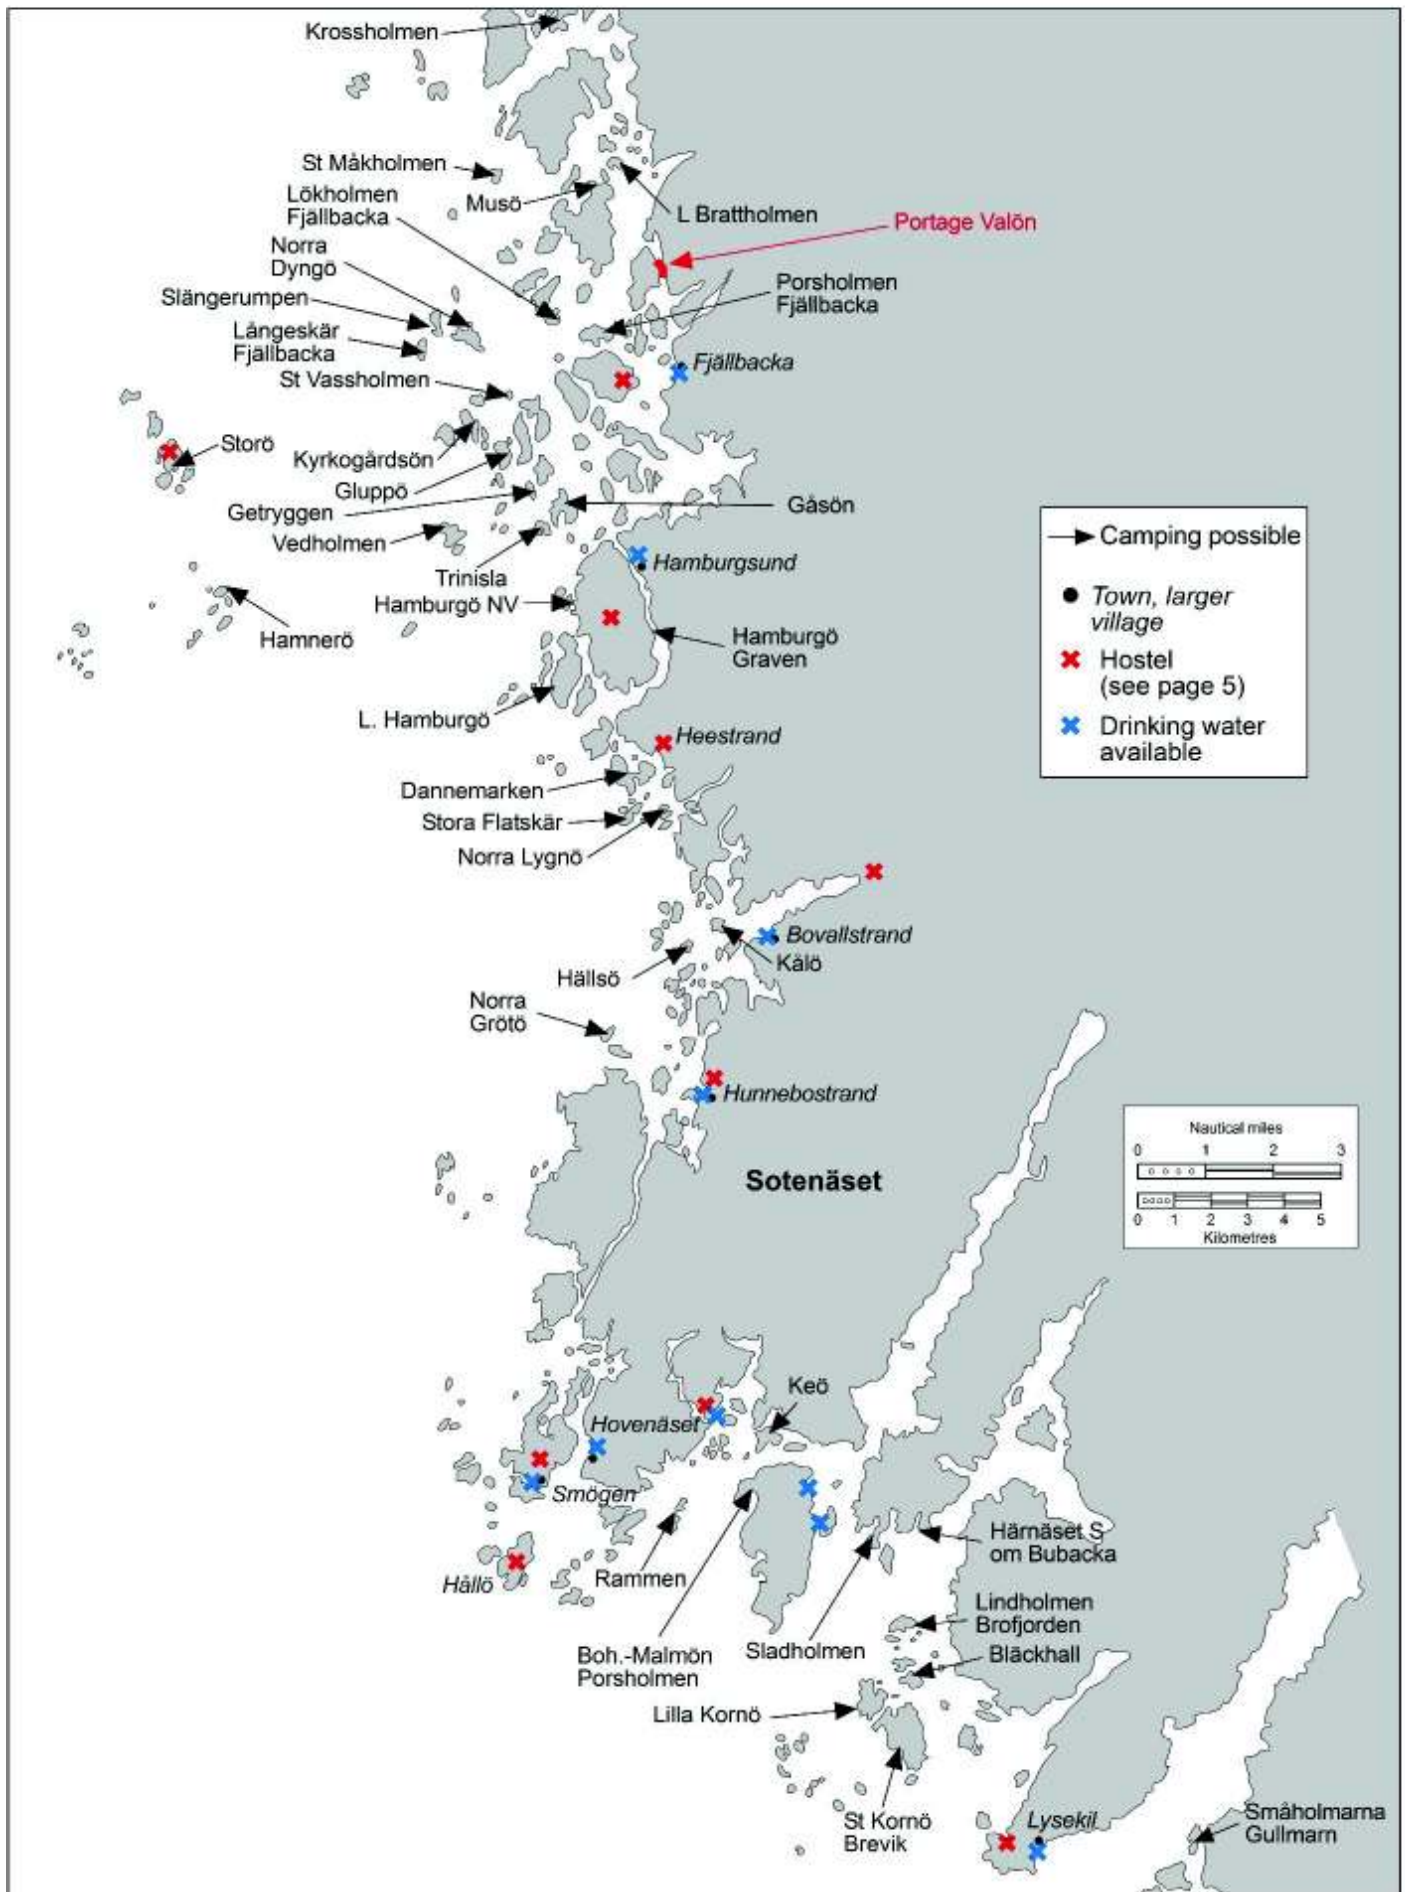 Krossholmen
St Måkholmen
Lökholmen
Fjällbacka
Musö
L Brattholmen
Portage Valön
Norra
Dyngö
Porsholmen
Fjällbacka
Slängerumpen
Långeskär
Fjällbacka
Fjällbacka
St Vassholmen
Storö
Kyrkogårdsön
Gluppö
Getryggen
Gåsön
Vedholmen
Trinisla
Hamburgsund
Hamburgö NV
Hamnerö
Hamburgö
Graven
L. Hamburgö
Heestrand
Dannemarken
Stora Flatskär
Norra Lygnö
Camping possible
Town, larger
village
Hostel
(see page 5)
Drinking water
available
Bovallstrand
Kålö
Hällsö
Norra
Grötö
Hunnebostrand
Sotenäset
Nautical miles
0 1 2 3
0 1 2 3 4 5
Kilometres
Keö
Hovenäset
Smögen
Hållö
Rammen
Härnäset S
om Bubacka
Boh.-Malmön
Porsholmen
Sladholmen
Lindholmen
Brofjorden
Bläckhall
Lilla Kornö
St Kornö
Brevik
Lysekil
Småholmarna
Gullmarn